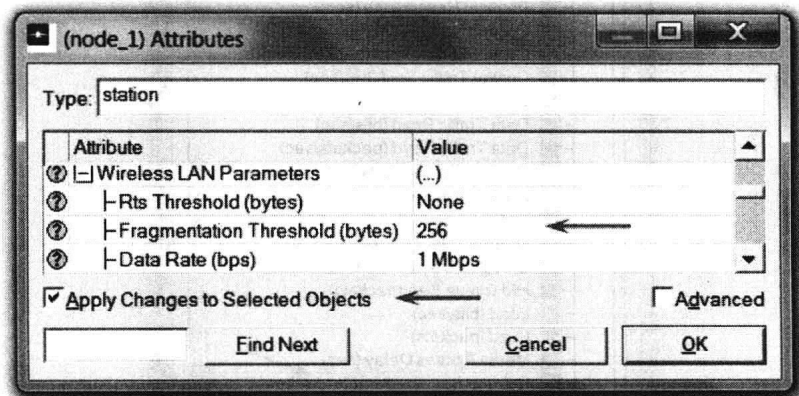 (node_1) Attributes
Type: station
Attribute Value
Wireless LAN Parameters (...)
Rts Threshold (bytes) None
Fragmentation Threshold (bytes) 256
Data Rate (bps) 1 Mbps
Apply Changes to Selected Objects Advanced
Find Next Cancel OK